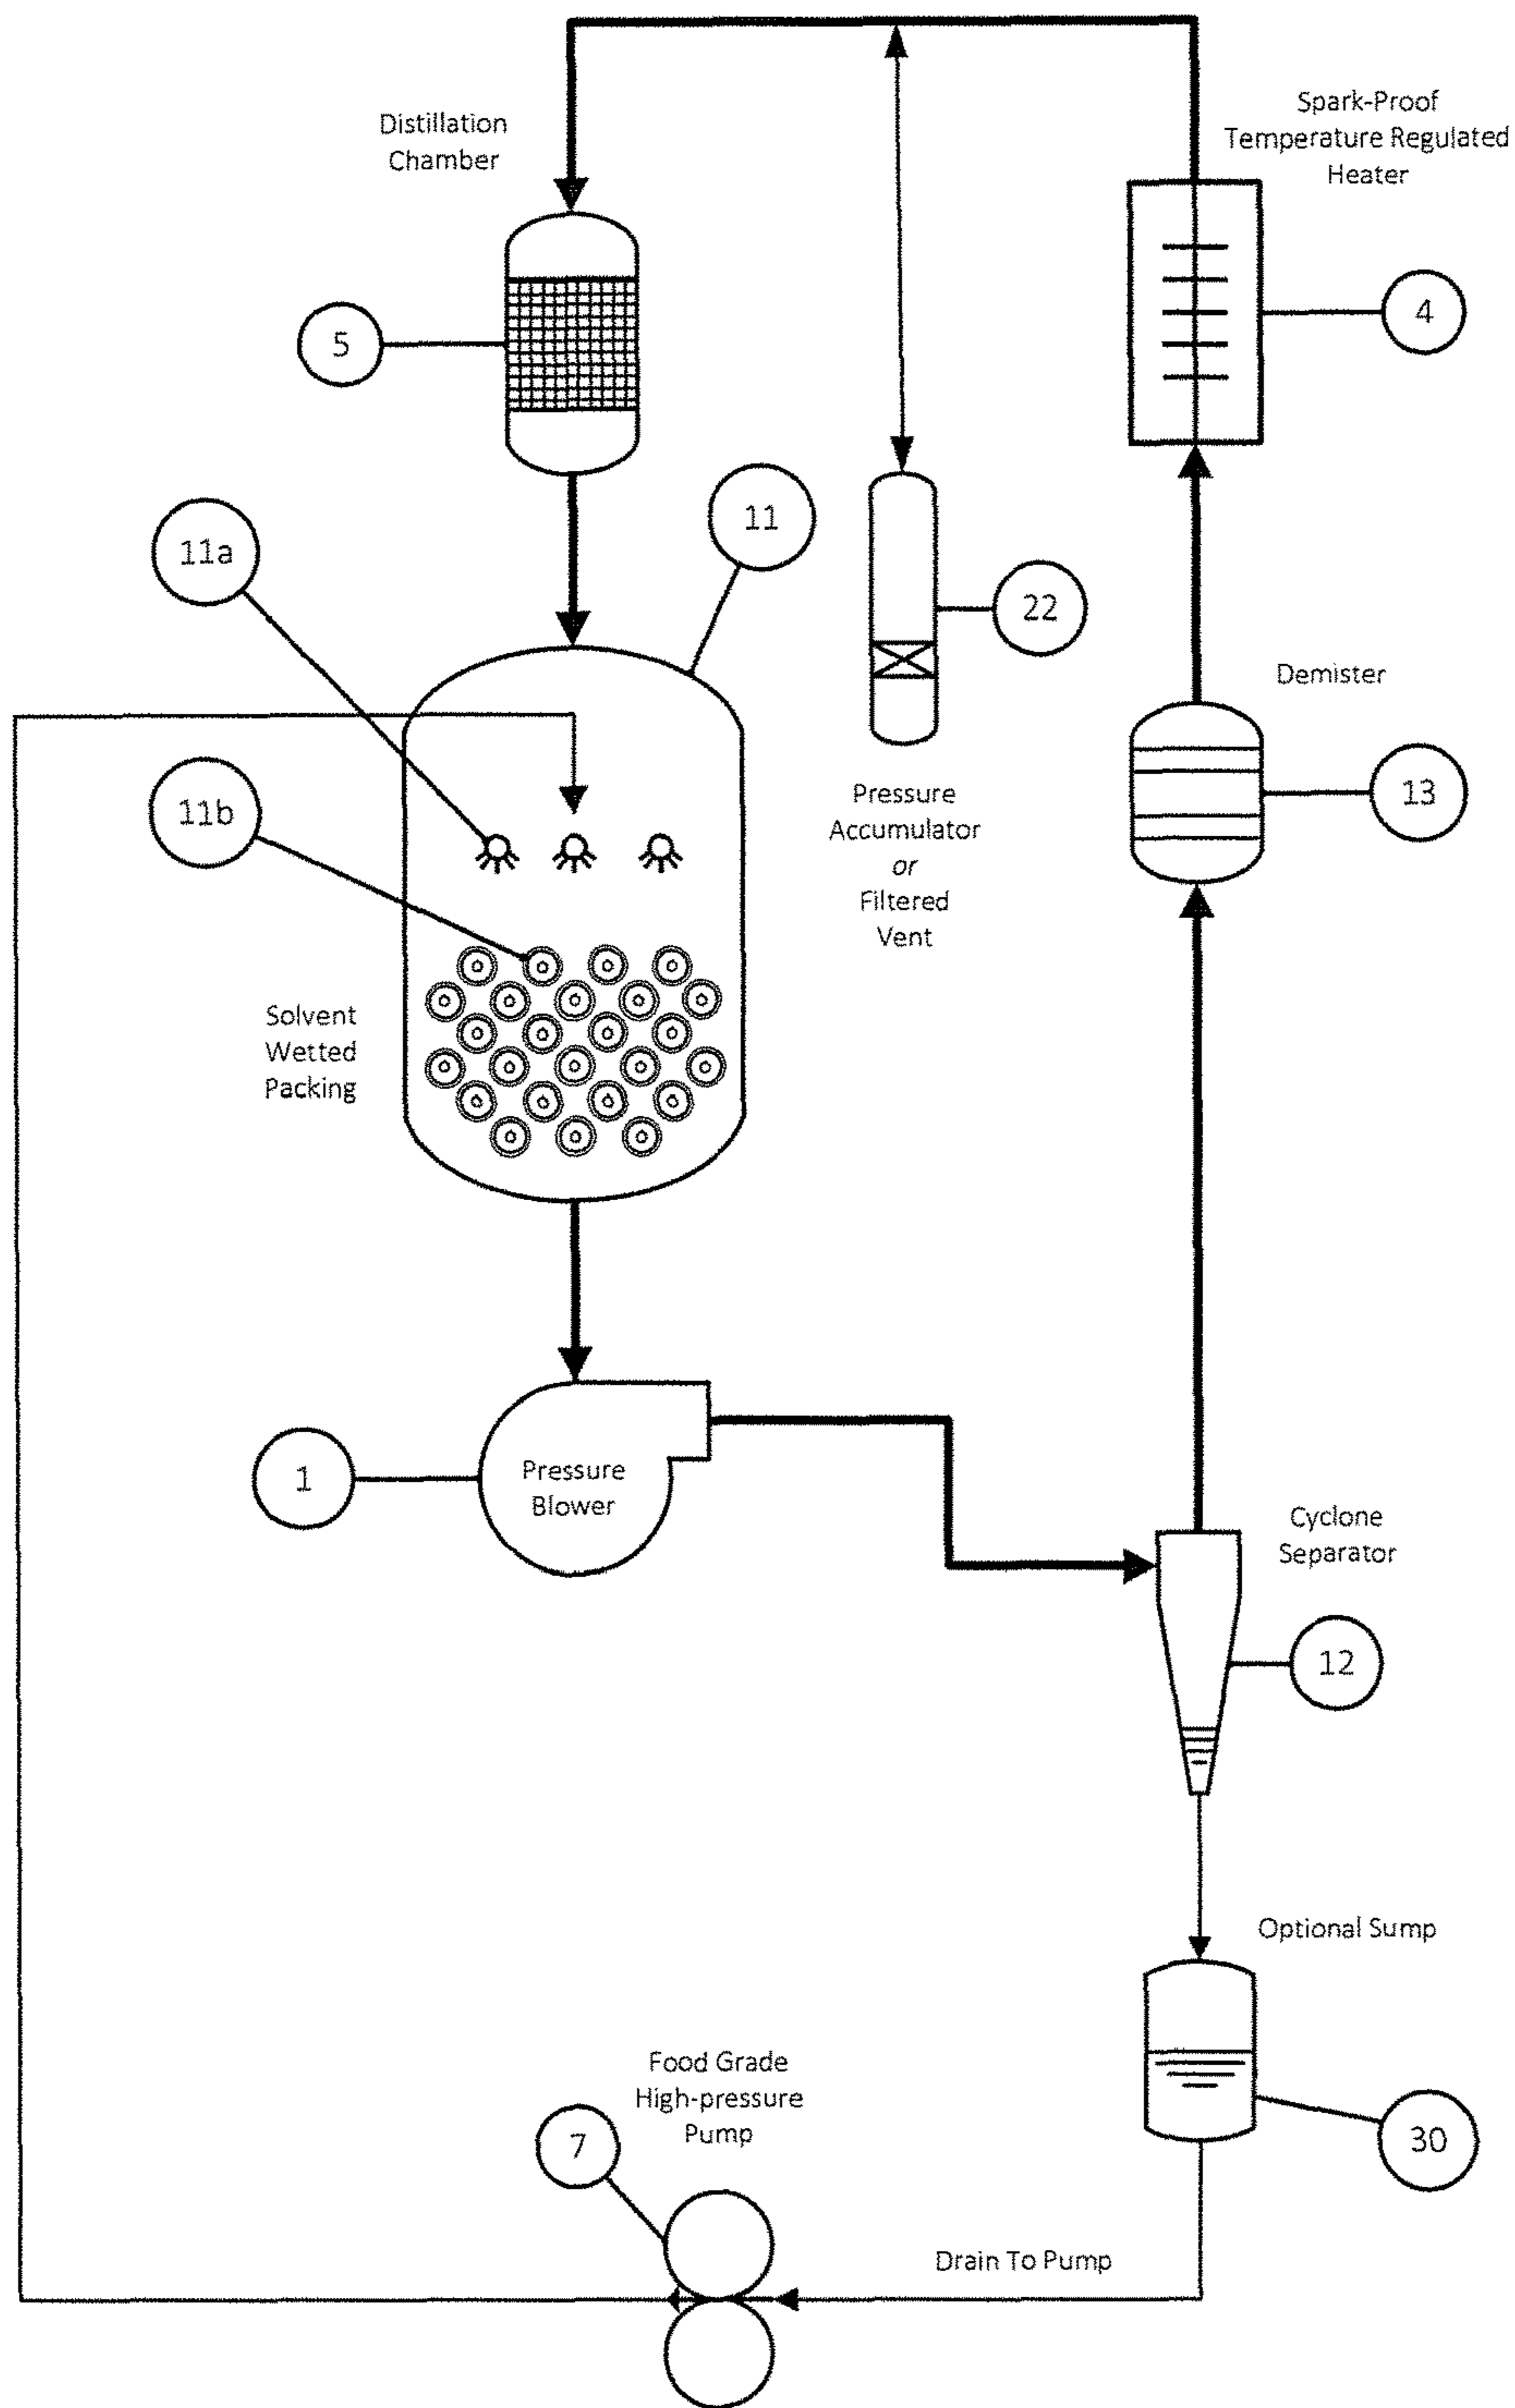 Distillation
Chamber
Spark-Proof
Temperature Regulated
Heater
5
4
11a
11
22
11b
Demister
13
Pressure
Accumulator
or
Filtered
Vent
Solvent
Wetted
Packing
1
Pressure
Blower
Cyclone
Separator
12
Optional Sump
30
Food Grade
High-pressure
Pump
7
Drain To Pump